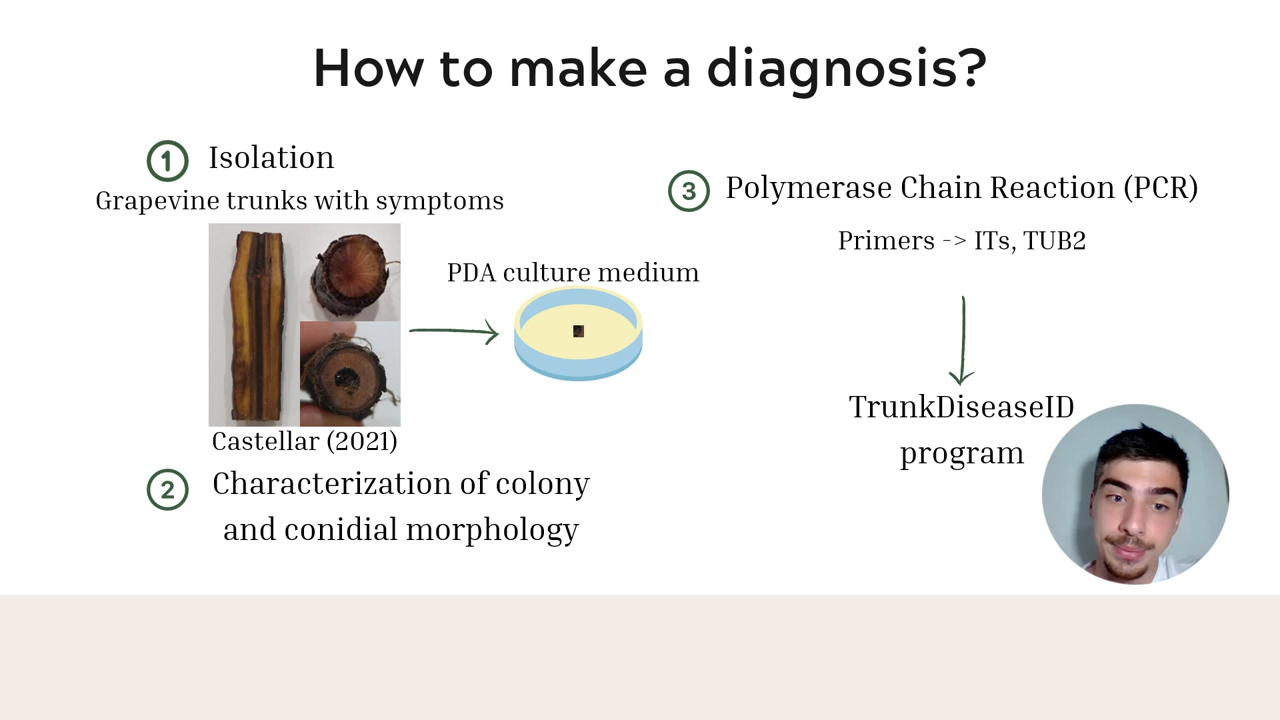 How to make a diagnosis?
1 Isolation
Grapevine trunks with symptoms
PDA culture medium
Castellar (2021)
2 Characterization of colony
and conidial morphology
3 Polymerase Chain Reaction (PCR)
Primers -> ITs, TUB2
TrunkDiseaseID
program